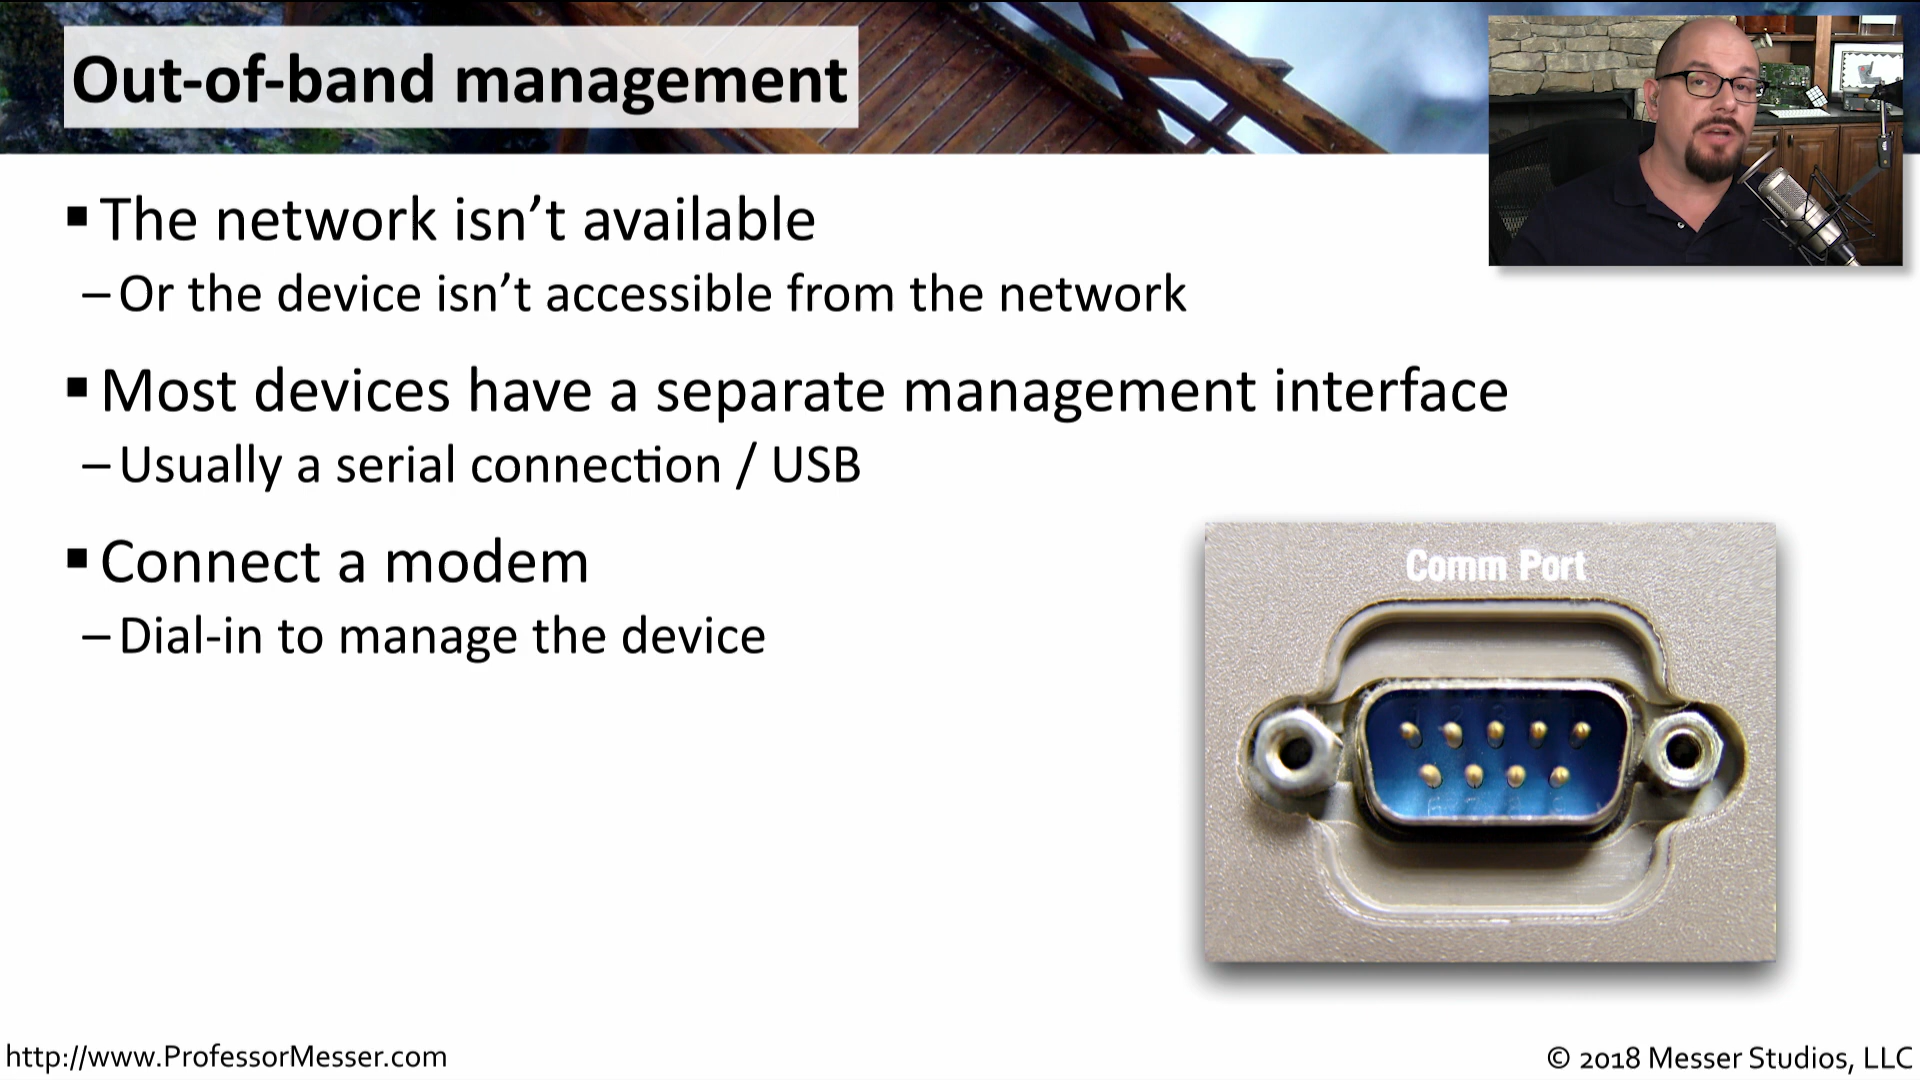 Out-of-band management
▪ The network isn’t available
– Or the device isn’t accessible from the network
▪ Most devices have a separate management interface
– Usually a serial connection / USB
▪ Connect a modem
– Dial-in to manage the device
Comm Port
http://www.ProfessorMesser.com
© 2018 Messer Studios, LLC